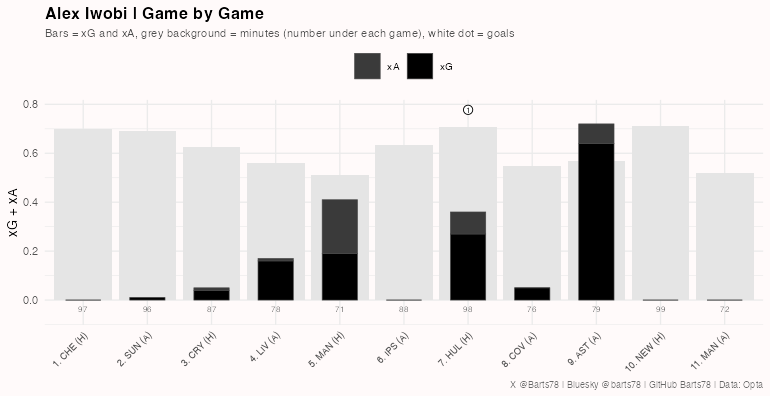 Alex Iwobi | Game by Game
Bars = xG and xA, grey background = minutes (number under each game), white dot = goals
xA xG
xG + xA
0.8
0.6
0.4
0.2
0.0
1
97 96 87 78 71 88 98 76 79 99 72
1. CHE (H)
2. SUN (A)
3. CRY (H)
4. LIV (A)
5. MAN (H)
6. IPS (A)
7. HUL (H)
8. COV (A)
9. AST (A)
10. NEW (H)
11. MAN (A)
X @Barts78 | Bluesky @barts78 | GitHub Barts78 | Data: Opta